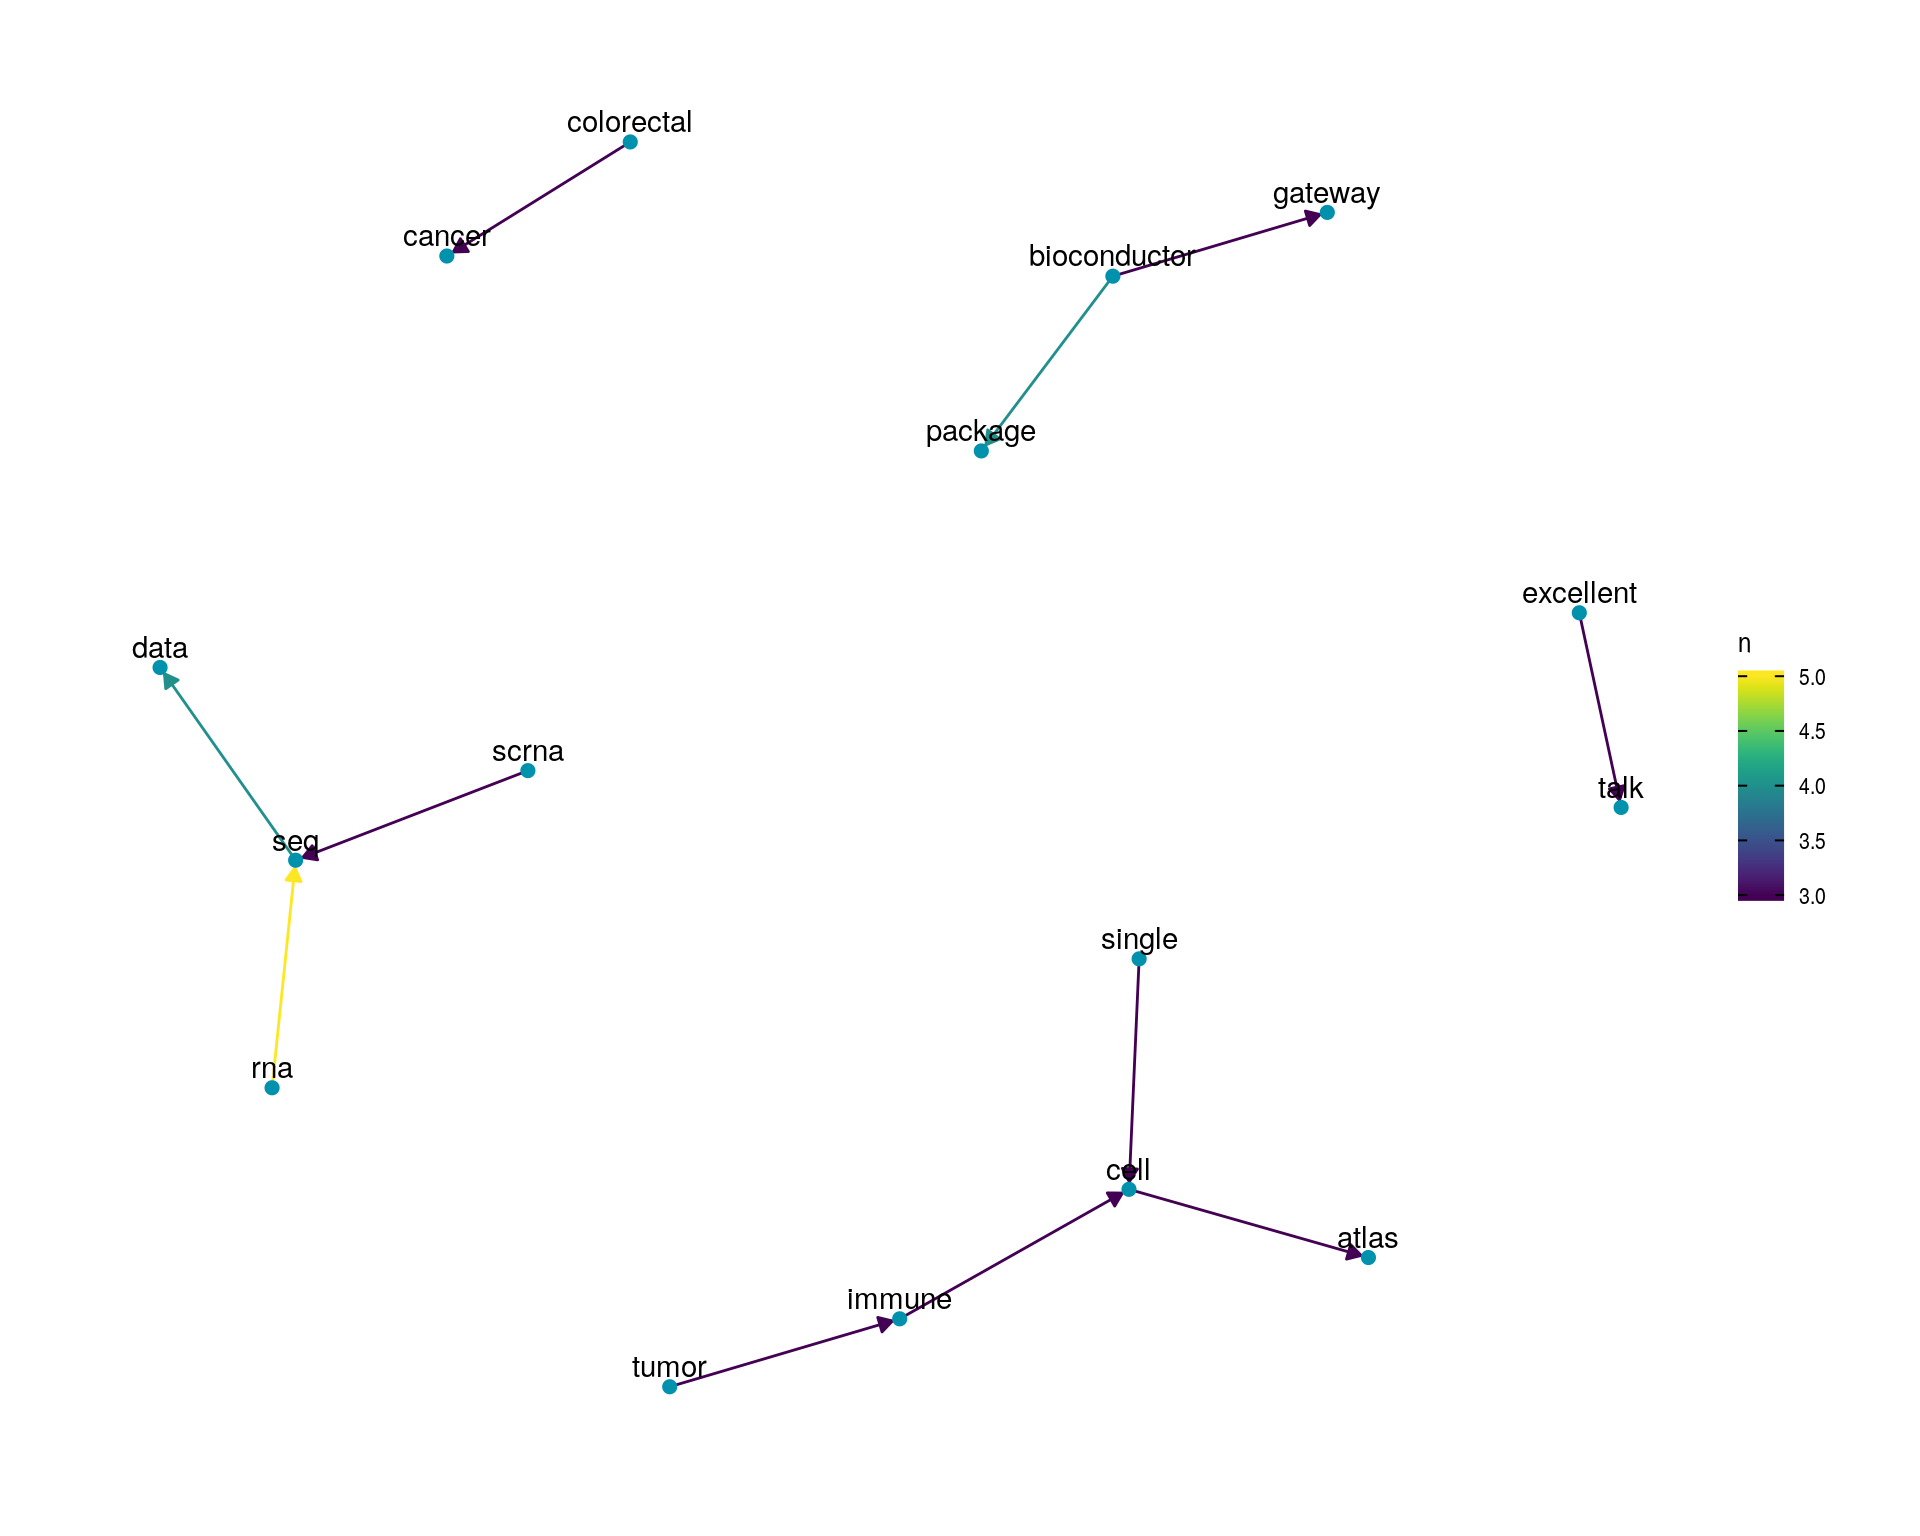 colorectal
cancer
gateway
bioconductor
package
excellent
talk
data
scrna
seq
rna
single
cell
atlas
immune
tumor
n
5.0
4.5
4.0
3.5
3.0